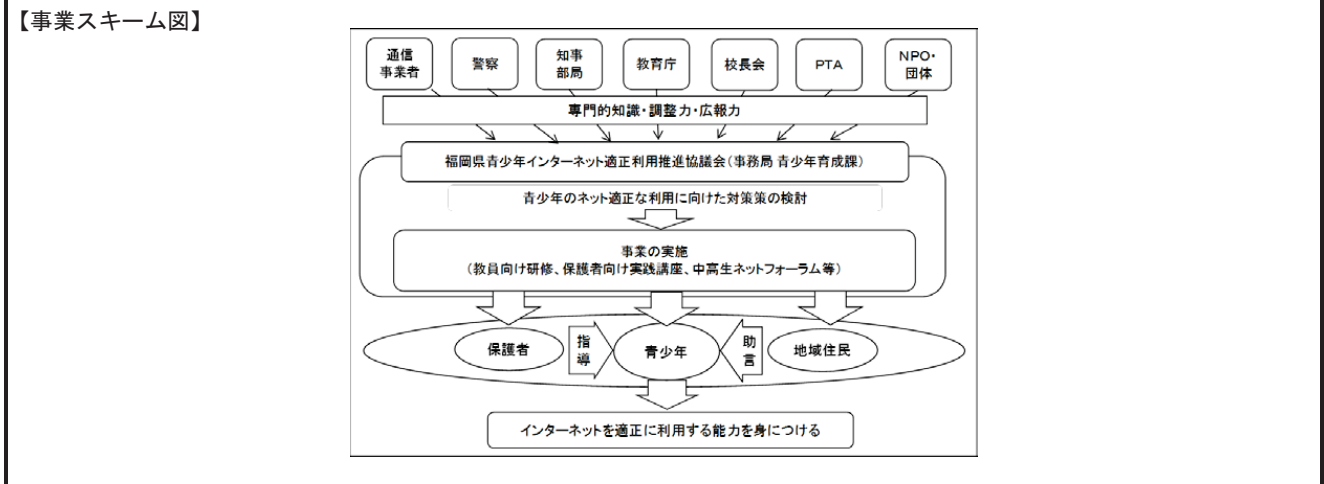 【事業スキーム図】
通信
事業者
警察
知事
部局
教育庁
校長会
PTA
NPO・
団体
専門的知識・調整力・広報力
福岡県青少年インターネット適正利用推進協議会(事務局 青少年育成課)
青少年のネット適正な利用に向けた対策策の検討
事業の実施
(教員向け研修、保護者向け実践講座、中高生ネットフォーラム等)
保護者
指導
青少年
助言
地域住民
インターネットを適正に利用する能力を身につける